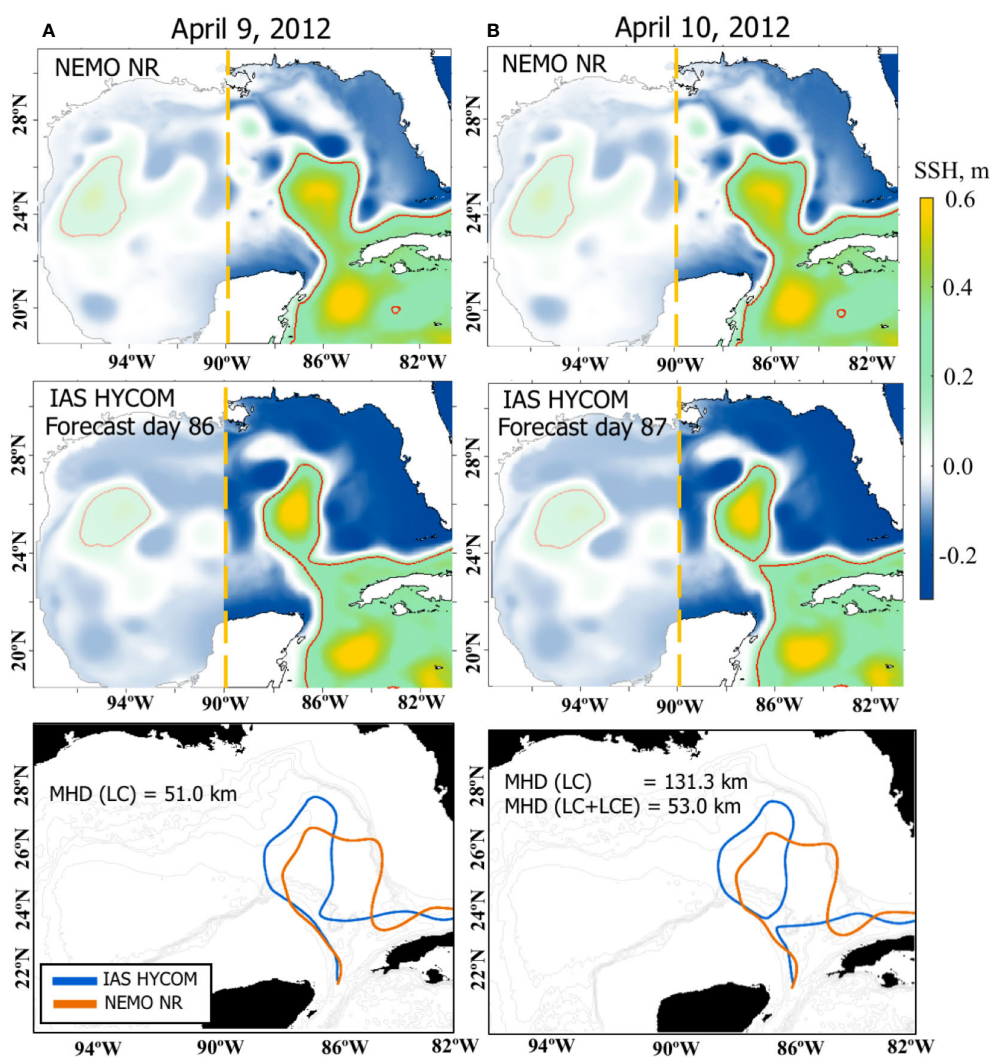 A
April 9, 2012
NEMO NR
28°N
24°N
20°N
94°W
90°W
86°W
82°W
B
April 10, 2012
NEMO NR
28°N
24°N
20°N
94°W
90°W
86°W
82°W
SSH, m
0.6
0.4
0.2
0.0
-0.2
IAS HYCOM
Forecast day 86
28°N
24°N
20°N
94°W
90°W
86°W
82°W
IAS HYCOM
Forecast day 87
28°N
24°N
20°N
94°W
90°W
86°W
82°W
MHD (LC) = 51.0 km
28°N
26°N
24°N
22°N
IAS HYCOM
NEMO NR
94°W
90°W
86°W
82°W
MHD (LC) = 131.3 km
MHD (LC+LCE) = 53.0 km
28°N
26°N
24°N
22°N
94°W
90°W
86°W
82°W